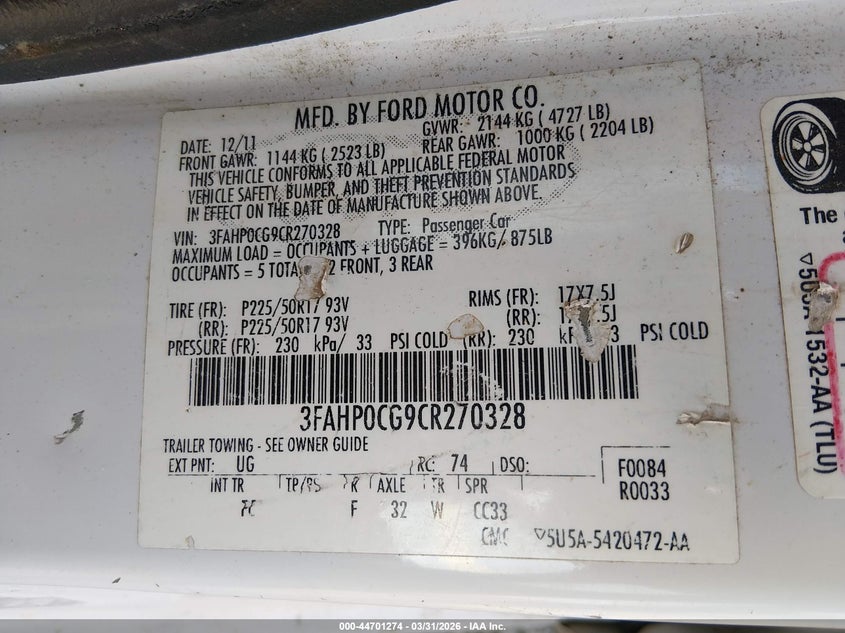 MFD. BY FORD MOTOR CO.
DATE: 12/11 GVWR: 2144 KG ( 4727 LB)
FRONT GAWR: 1144 KG ( 2523 LB) REAR GAWR: 1000 KG ( 2204 LB)
THIS VEHICLE CONFORMS TO ALL APPLICABLE FEDERAL MOTOR
VEHICLE SAFETY, BUMPER, AND THEFT PREVENTION STANDARDS
IN EFFECT ON THE DATE OF MANUFACTURE SHOWN ABOVE.
VIN: 3FAHP0CG9CR270328 TYPE: Passenger Car
MAXIMUM LOAD = OCCUPANTS + LUGGAGE = 396KG/ 875LB
OCCUPANTS = 5 TOTAL 2 FRONT, 3 REAR
TIRE (FR): P225/50R17 93V RIMS (FR): 17X7.5J
(RR): P225/50R17 93V (RR):
PRESSURE (FR): 230 kPa/ 33 PSI COLD (RR): 230 PSI COLD
3FAHP0CG9CR270328
TRAILER TOWING - SEE OWNER GUIDE
EXT PNT: UG RC: 74 DSO: F0084
INT TR TP/PS R AXLE TR SPR R0033
F 32 W CC33
CMC ▽5U5A-5420472-AA
The
(TLU)
000-44701274 - 03/31/2026 - IAA Inc.